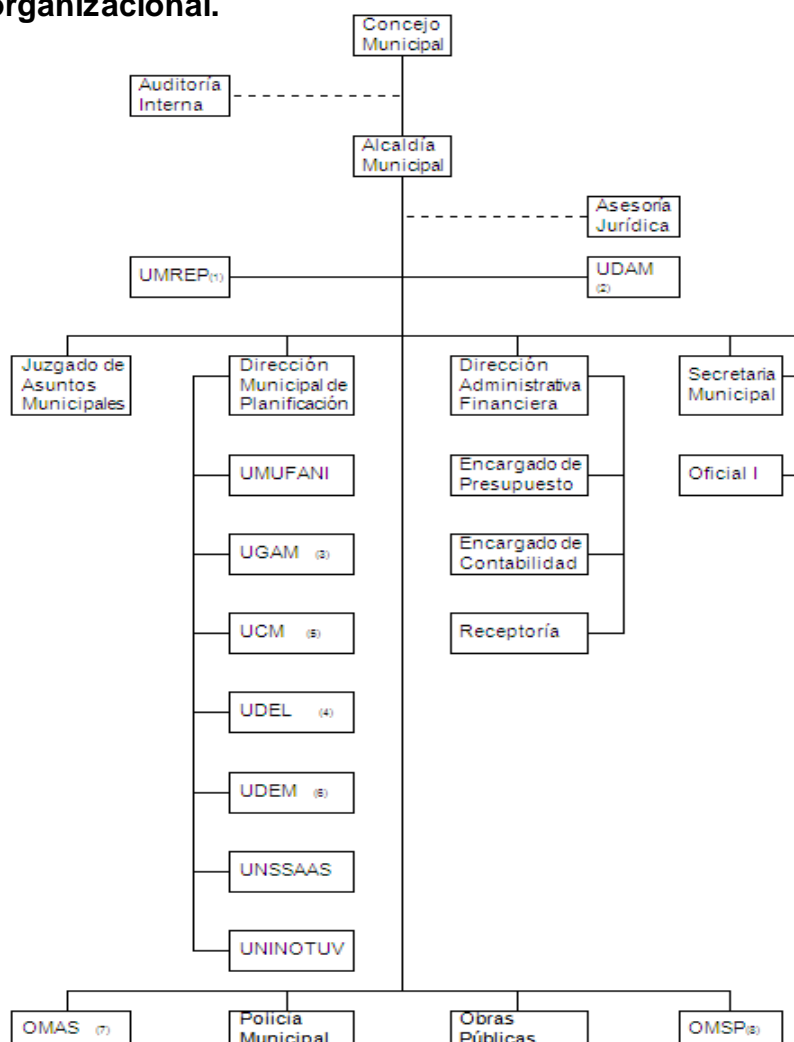 organizacional.
Concejo
Municipal
Auditoría
Interna
Alcaldía
Municipal
Asesoría
Jurídica
UMREP(1)
UDAM
(2)
Juzgado de
Asuntos
Municipales
Dirección
Municipal de
Planificación
Dirección
Administrativa
Financiera
Secretaria
Municipal
UMUFANI
Encargado de
Presupuesto
Oficial I
UGAM (3)
Encargado de
Contabilidad
UCM (5)
Receptoría
UDEL (4)
UDEM (6)
UNSSAAS
UNINOTUV
OMAS (7)
Policía
Municipal
Obras
Públicas
OMSP(8)